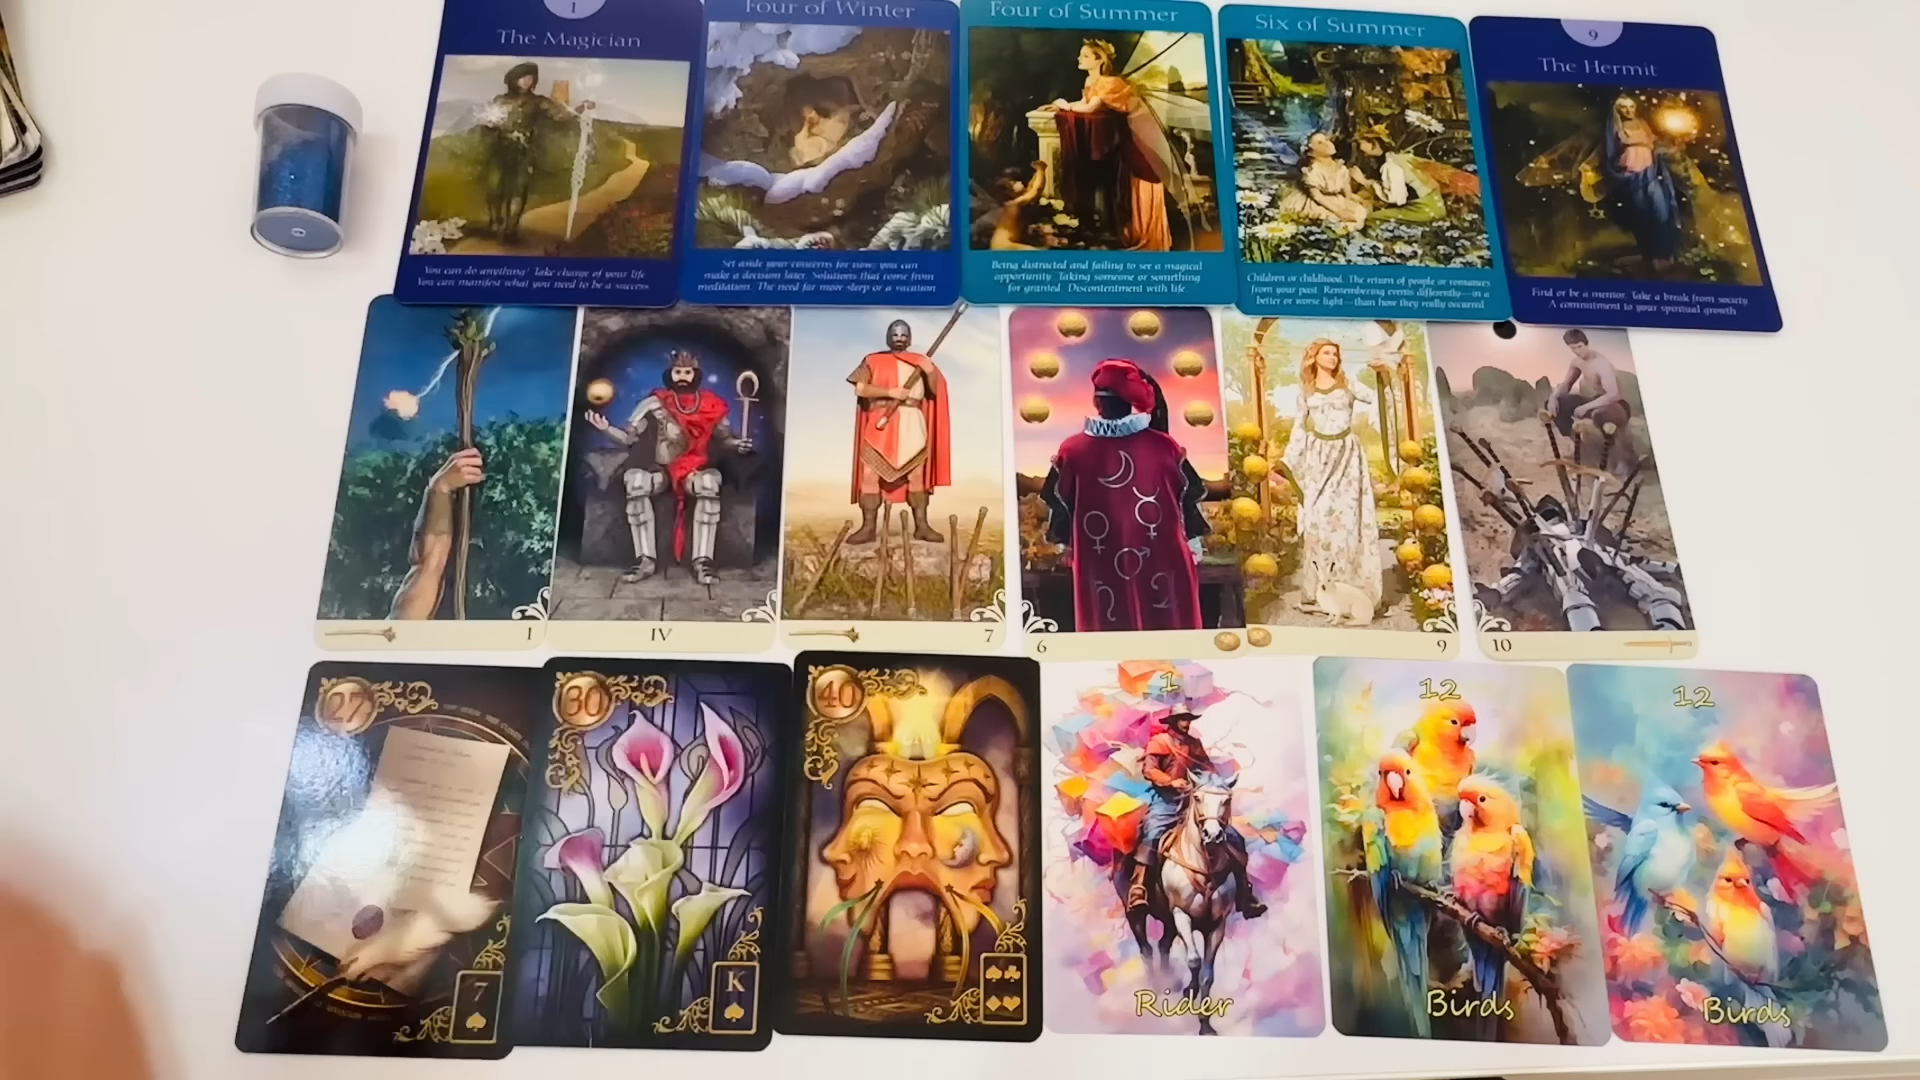 1
The Magician
You can do anything! Take charge of your life
You can manifest what you need to be a success
Four of Winter
Set aside your concerns for now; you can
make a decision later. Solutions that come from
meditation. The need for more sleep or a vacation
Four of Summer
Being distracted and failing to see a magical
opportunity. Taking someone or something
for granted. Discontentment with life
Six of Summer
Children or childhood. The return of people or romances
from your past. Remembering events differently—in a
better or worse light—than how they really occurred
9
The Hermit
Find or be a mentor. Take a break from society
A commitment to your spiritual growth
1
IV
7
6
9
10
27
7
30
K
40
1
Rider
12
Birds
12
Birds